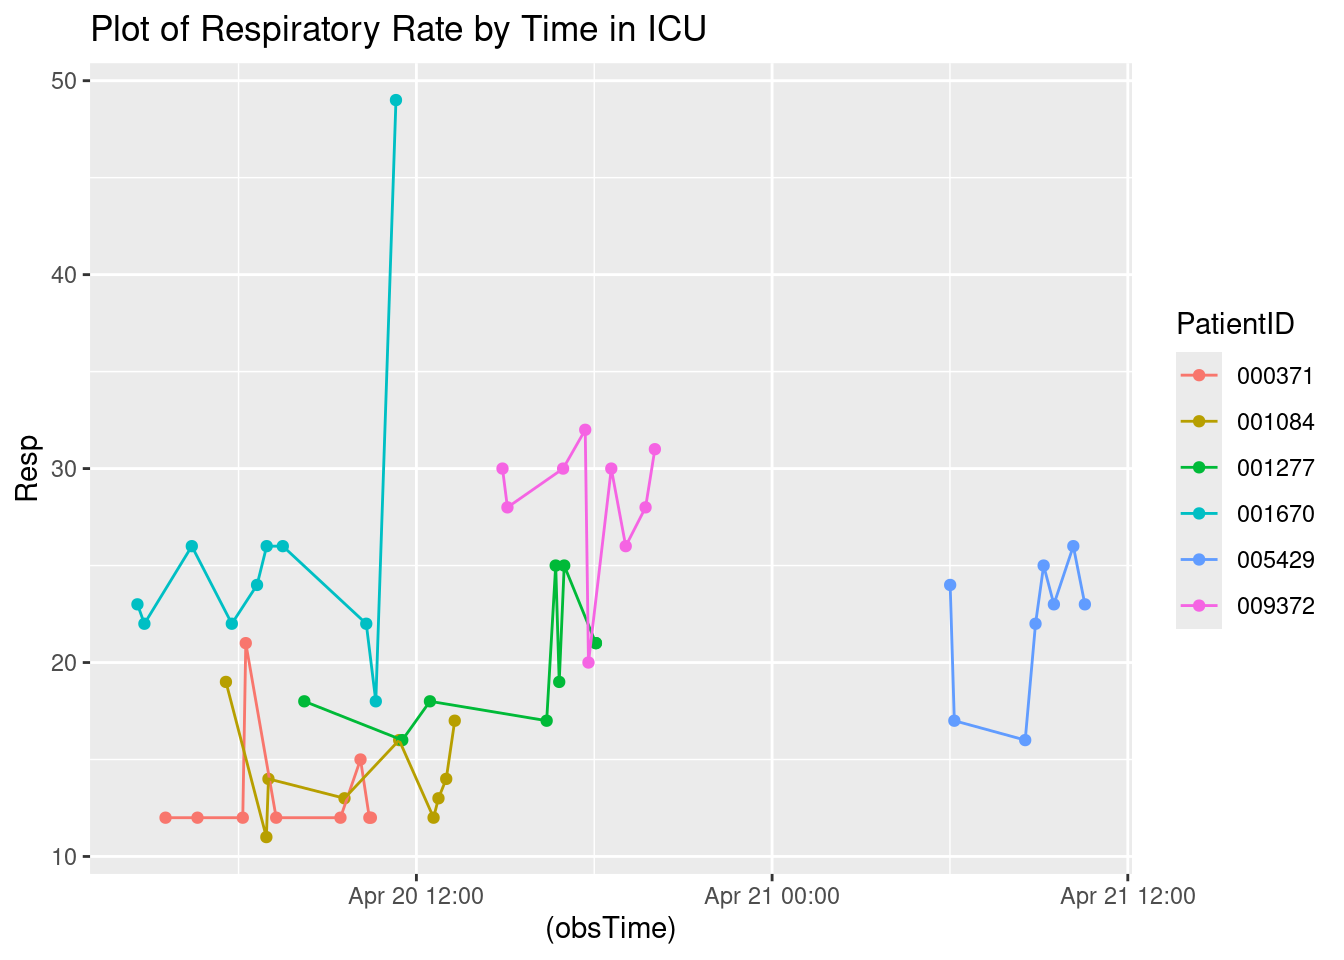 Plot of Respiratory Rate by Time in ICU
50
40
30
20
10
Resp
Apr 20 12:00
Apr 21 00:00
Apr 21 12:00
(obsTime)
PatientID
000371
001084
001277
001670
005429
009372